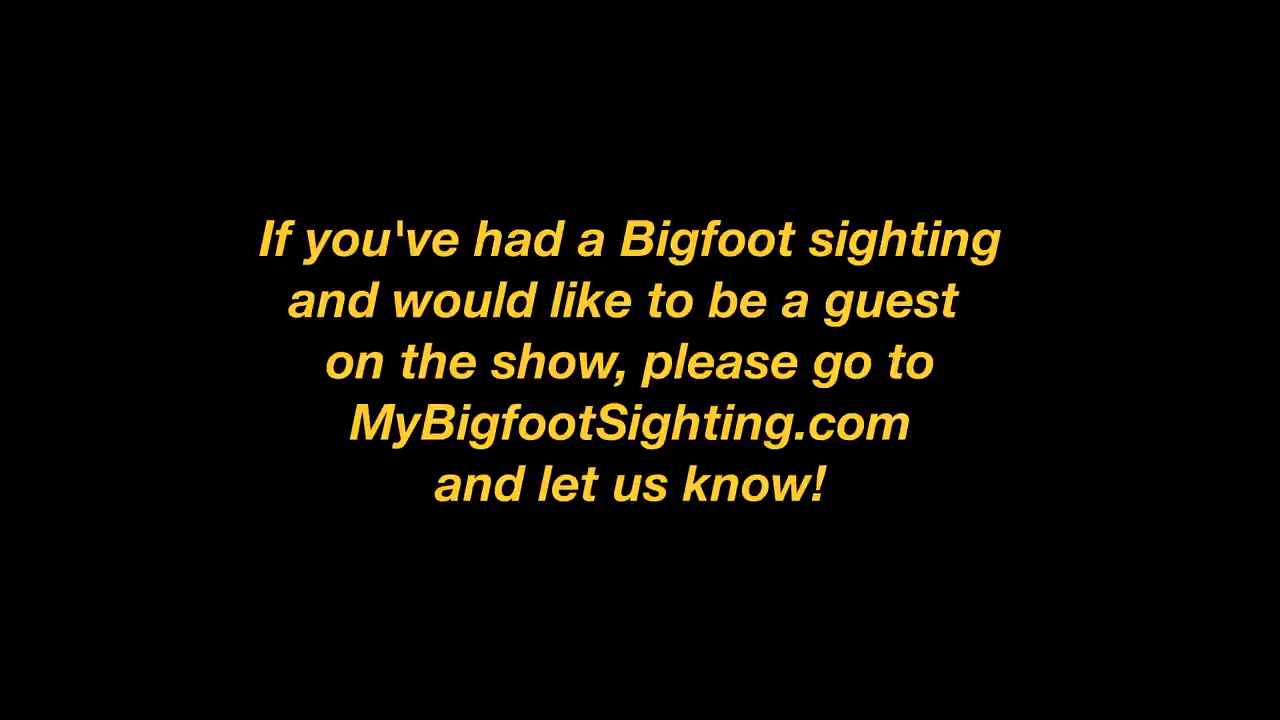 If you've had a Bigfoot sighting
and would like to be a guest
on the show, please go to
MyBigfootSighting.com
and let us know!